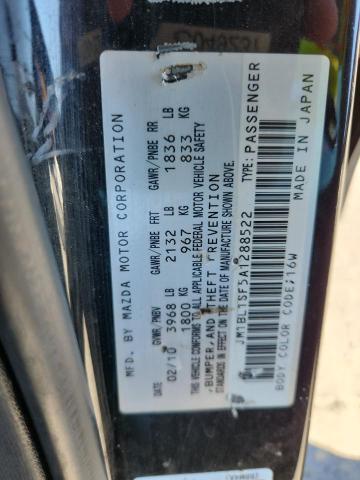 MFD. BY MAZDA MOTOR CORPORATION
DATE GVWR/PNBV GAWR/PNBE FRT GAWR/PNBE RR
02/10 3968 LB 2132 LB 1836 LB
1800 KG 967 KG 833 KG
THIS VEHICLE CONFORMS TO ALL APPLICABLE FEDERAL MOTOR VEHICLE SAFETY
, BUMPER, AND THEFT PREVENTION
STANDARDS IN EFFECT ON THE DATE OF MANUFACTURE SHOWN ABOVE.
JM1BL1SF5A1288522 TYPE: PASSENGER
BODY COLOR CODE:16W MADE IN JAPAN